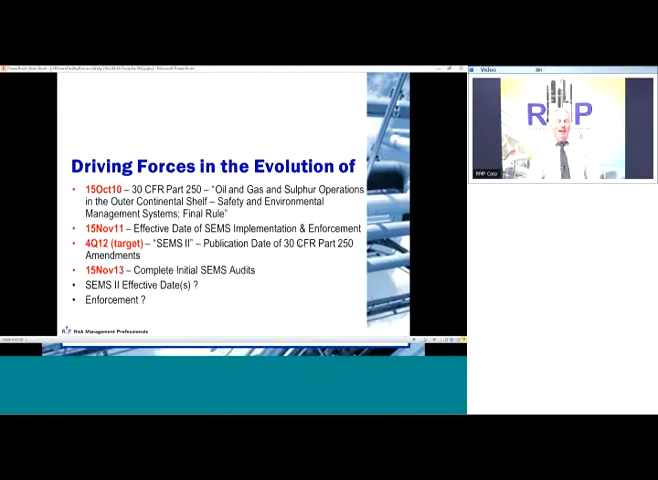 Video
Driving Forces in the Evolution of
• 15Oct10 – 30 CFR Part 250 – “Oil and Gas and Sulphur Operations
in the Outer Continental Shelf – Safety and Environmental
Management Systems; Final Rule”
• 15Nov11 – Effective Date of SEMS Implementation & Enforcement
• 4Q12 (target) – “SEMS II” – Publication Date of 30 CFR Part 250
Amendments
• 15Nov13 – Complete Initial SEMS Audits
• SEMS II Effective Date(s) ?
• Enforcement ?
Risk Management Professionals
RMP Corp